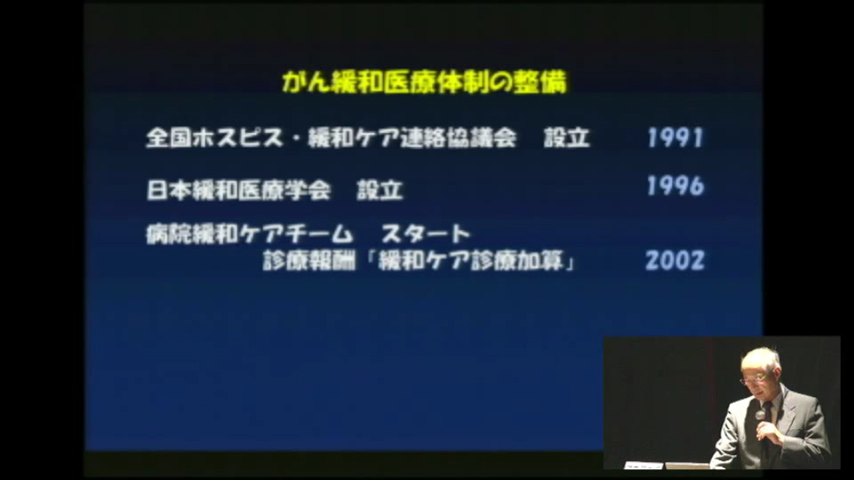 がん緩和医療体制の整備
全国ホスピス・緩和ケア連絡協議会 設立 1991
日本緩和医療学会 設立 1996
病院緩和ケアチーム スタート
診療報酬「緩和ケア診療加算」 2002